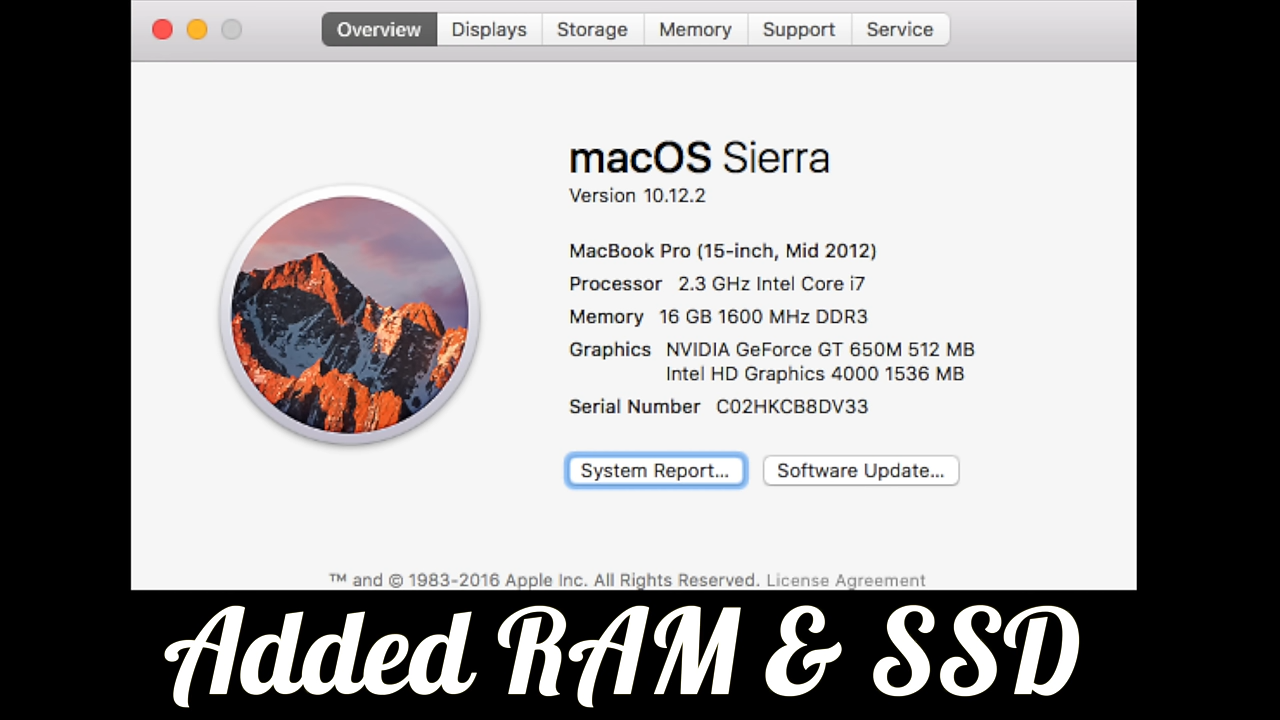 Overview Displays Storage Memory Support Service
macOS Sierra
Version 10.12.2
MacBook Pro (15-inch, Mid 2012)
Processor 2.3 GHz Intel Core i7
Memory 16 GB 1600 MHz DDR3
Graphics NVIDIA GeForce GT 650M 512 MB
Intel HD Graphics 4000 1536 MB
Serial Number C02HKCB8DV33
System Report... Software Update...
™ and © 1983-2016 Apple Inc. All Rights Reserved. License Agreement
Added RAM & SSD